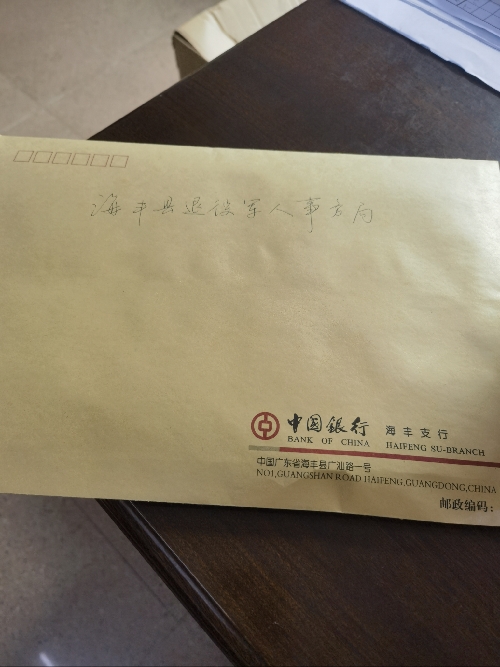 海丰县退役军人事务局
中国银行 海丰支行
BANK OF CHINA HAIFENG SU-BRANCH
中国广东省海丰县广汕路一号
NO1,GUANGSHAN ROAD HAIFENG,GUANGDONG,CHINA
邮政编码：